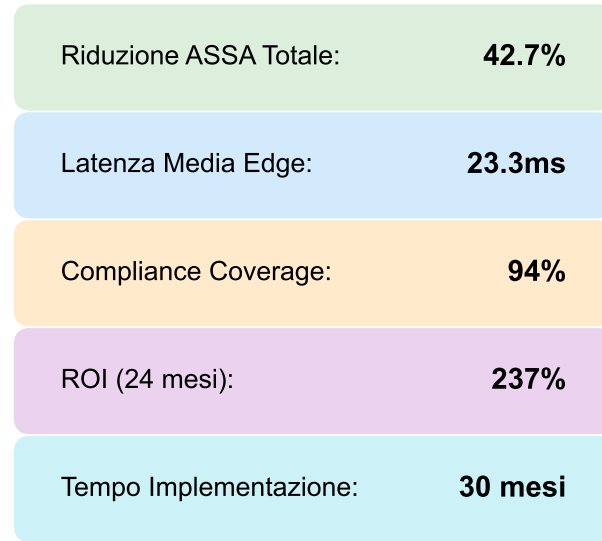 Riduzione ASSA Totale: 42.7%
Latenza Media Edge: 23.3ms
Compliance Coverage: 94%
ROI (24 mesi): 237%
Tempo Implementazione: 30 mesi